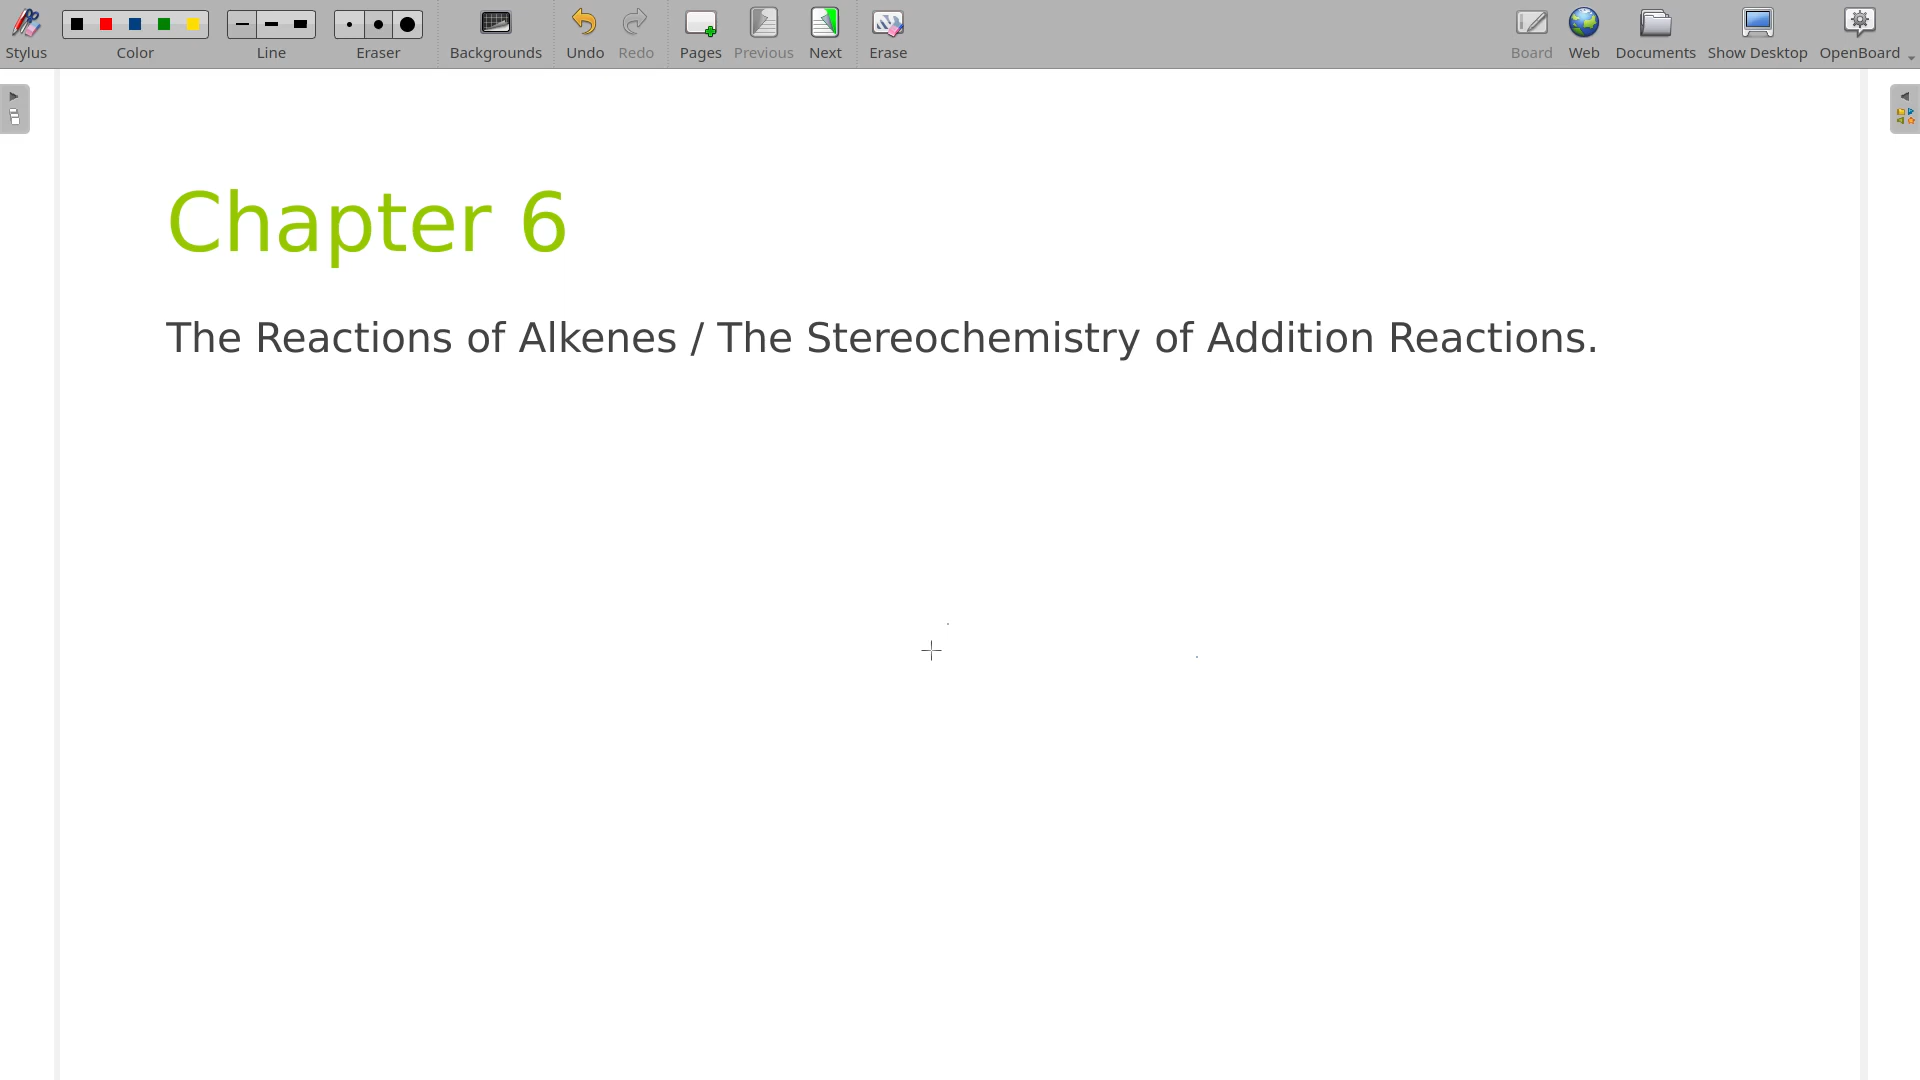 Stylus Color Line Eraser Backgrounds Undo Redo Pages Previous Next Erase Board Web Documents Show Desktop OpenBoard
Chapter 6
The Reactions of Alkenes / The Stereochemistry of Addition Reactions.